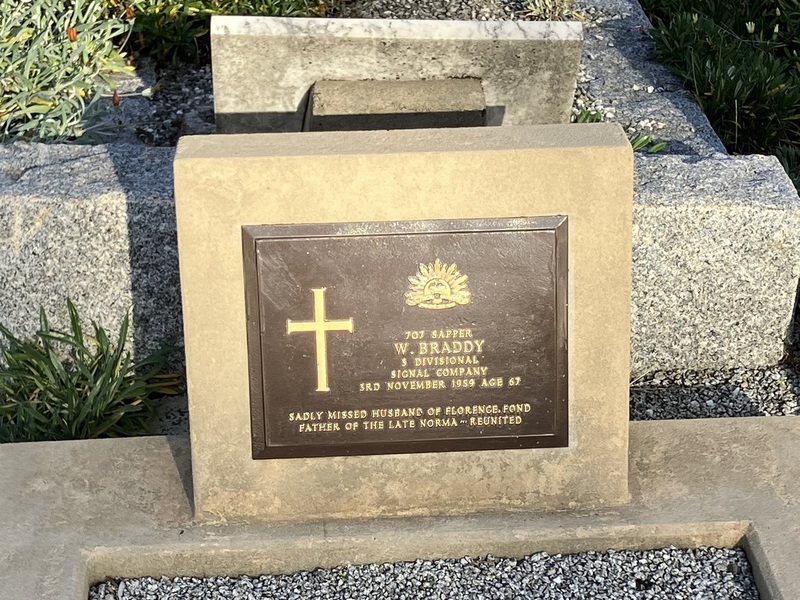 707 SAPPER
W. BRADDY
3 DIVISIONAL
SIGNAL COMPANY
3RD NOVEMBER 1959 AGE 67
SADLY MISSED HUSBAND OF FLORENCE. FOND
FATHER OF THE LATE NORMA - REUNITED